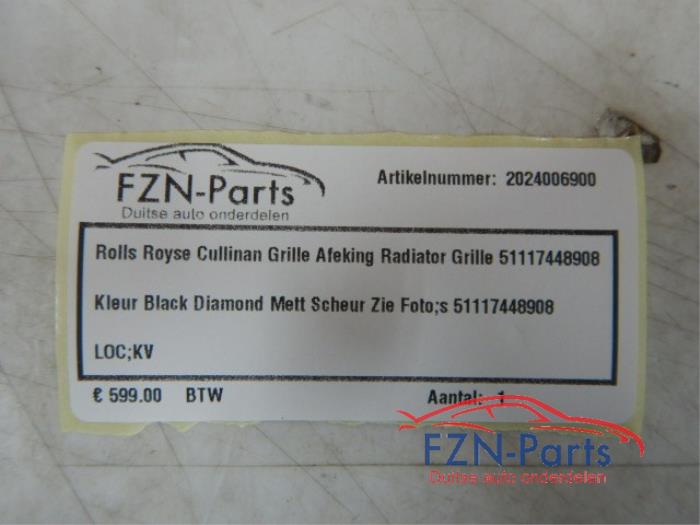 FZN-Parts
Duitse auto onderdelen
Artikelnummer: 2024006900
Rolls Royse Cullinan Grille Afeking Radiator Grille 51117448908
Kleur Black Diamond Mett Scheur Zie Foto;s 51117448908
LOC;KV
€ 599.00 BTW Aantal: 1
FZN-Parts
Duitse auto onderdelen